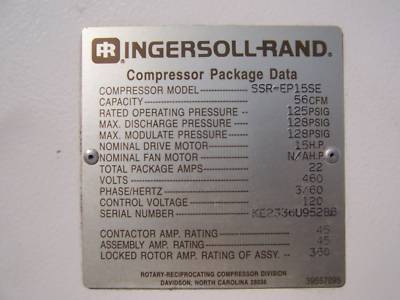 IR INGERSOLL-RAND®
Compressor Package Data
COMPRESSOR MODEL SSR-EP15SE
CAPACITY 56CFM
RATED OPERATING PRESSURE 125PSIG
MAX. DISCHARGE PRESSURE 128PSIG
MAX. MODULATE PRESSURE 128PSIG
NOMINAL DRIVE MOTOR 15H.P.
NOMINAL FAN MOTOR N/AH.P.
TOTAL PACKAGE AMPS 22
VOLTS 460
PHASE/HERTZ 3/60
CONTROL VOLTAGE 120
SERIAL NUMBER
CONTACTOR AMP. RATING 45
ASSEMBLY AMP. RATING 45
LOCKED ROTOR AMP. RATING OF ASSY. 360
ROTARY-RECIPROCATING COMPRESSOR DIVISION
DAVIDSON, NORTH CAROLINA 28036